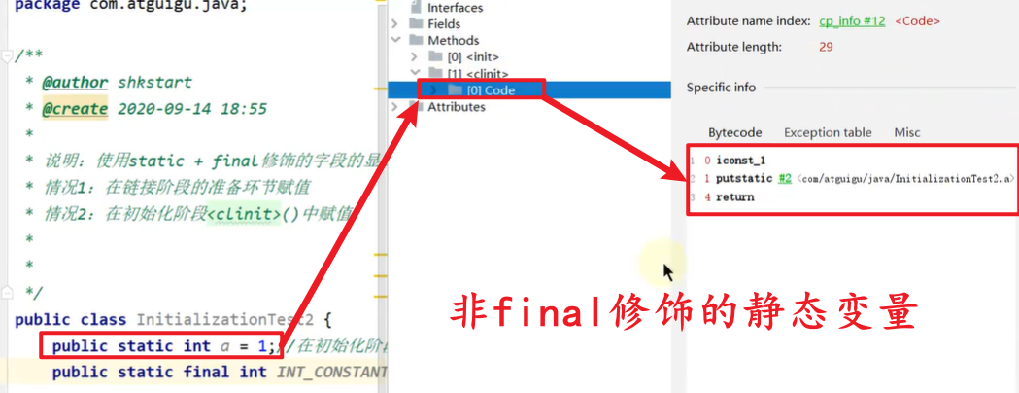 package com.atguigu.java;
/**
* @author shkstart
* @create 2020-09-14 18:55
*
* 说明：使用static + final修饰的字段的显
* 情况1：在链接阶段的准备环节赋值
* 情况2：在初始化阶段<clinit>()中赋值
*
*
*/
public class InitializationTest2 {
public static int a = 1;//在初始化阶
public static final int INT_CONSTANT
Interfaces
Fields
Methods
[0] <init>
[1] <clinit>
[0] Code
Attributes
Attribute name index: cp_info #12 <Code>
Attribute length: 29
Specific info
Bytecode Exception table Misc
1 0 iconst_1
2 1 putstatic #2 <com/atguigu/java/InitializationTest2.a>
3 4 return
非final修饰的静态变量